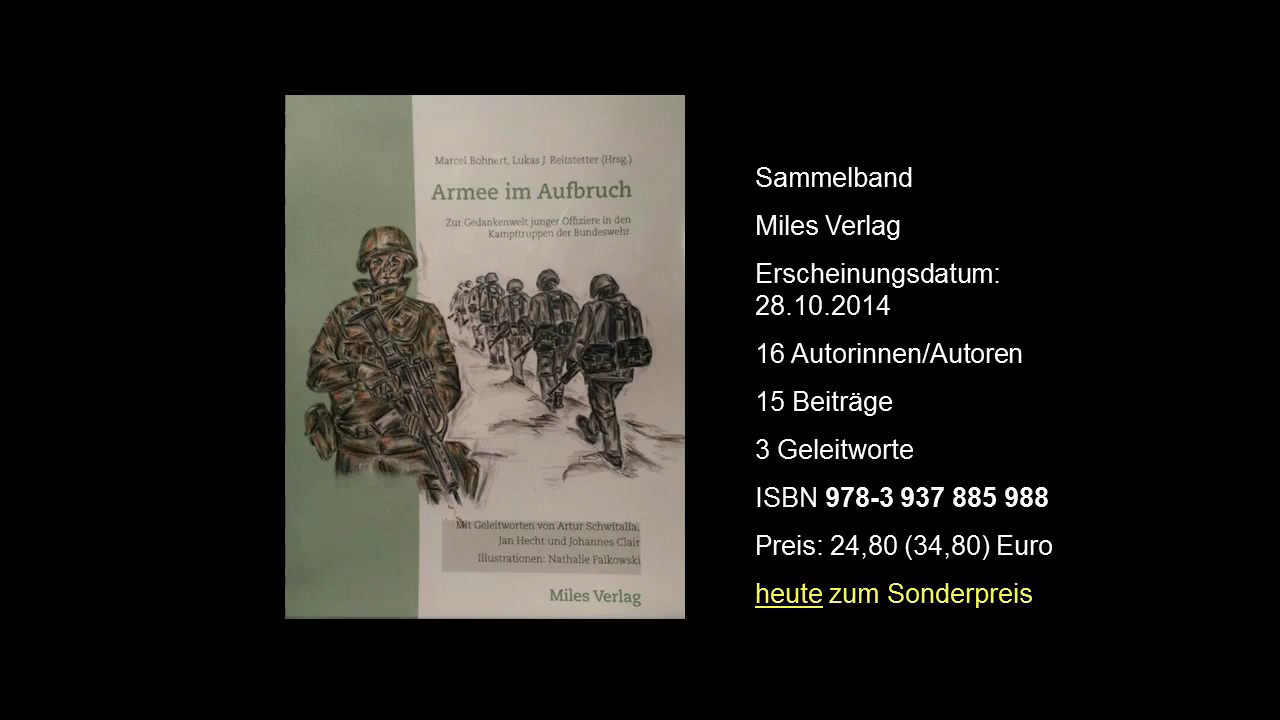 Marcel Bohnert, Lukas J. Reitstetter (Hrsg.)
Armee im Aufbruch
Zur Gedankenwelt junger Offiziere in den
Kampftruppen der Bundeswehr
Mit Geleitworten von Artur Schwitalla,
Jan Hecht und Johannes Clair
Illustrationen: Nathalie Falkowski
Miles Verlag
Sammelband
Miles Verlag
Erscheinungsdatum:
28.10.2014
16 Autorinnen/Autoren
15 Beiträge
3 Geleitworte
ISBN 978-3 937 885 988
Preis: 24,80 (34,80) Euro
heute zum Sonderpreis